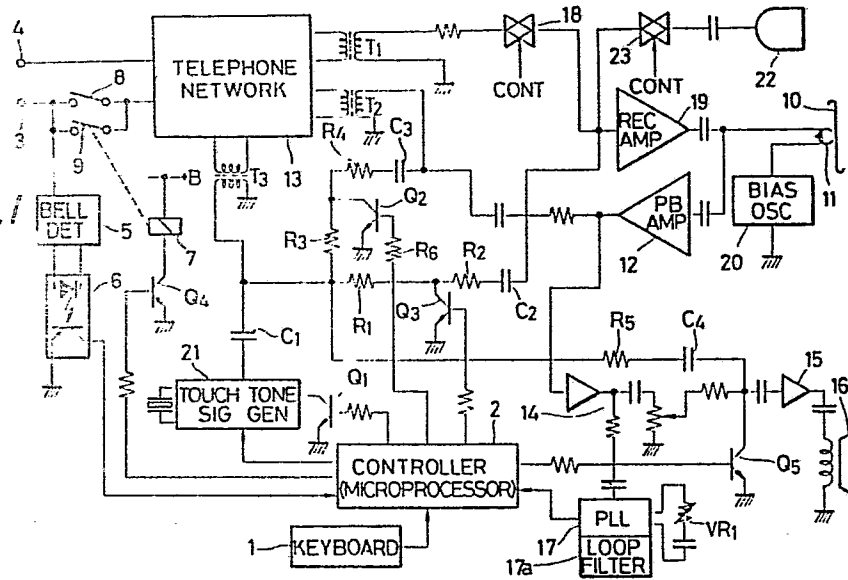 4
8
3
9
TELEPHONE
NETWORK
13
T1
T2
T3
18
CONT
23
CONT
22
REC
AMP
19
10
11
BIAS
OSC
20
PB
AMP
12
R4
C3
Q2
R3
R6
R2
C2
R1
Q3
B
BELL
DET
5
7
6
Q4
C1
21
TOUCH TONE
SIG GEN
Q1
2
CONTROLLER
(MICROPROCESSOR)
1
KEYBOARD
R5
C4
15
16
14
Q5
PLL
17
LOOP
FILTER
17a
VR1